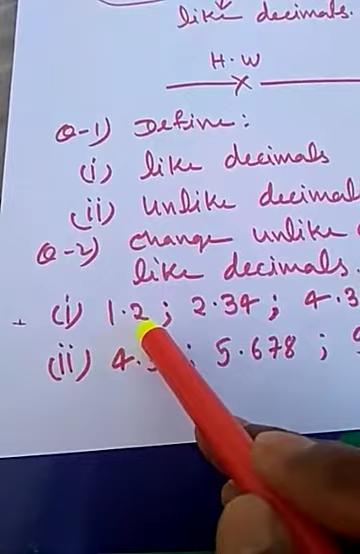 like decimals.
H.W
Q-1) Define:
(i) like decimals
(ii) Unlike decimal
Q-2) change unlike
like decimals.
(i) 1.2 ; 2.34 ; 4.3
(ii) 4. ; 5.678 ;